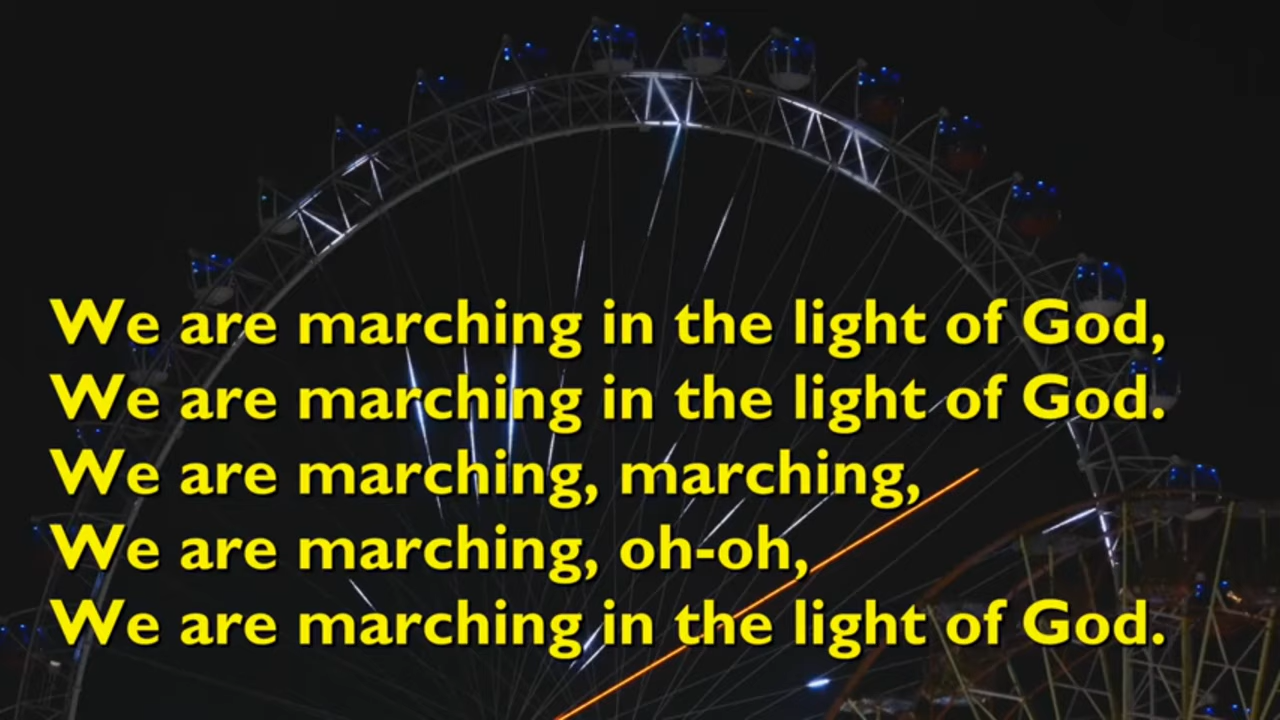 We are marching in the light of God,
We are marching in the light of God.
We are marching, marching,
We are marching, oh-oh,
We are marching in the light of God.